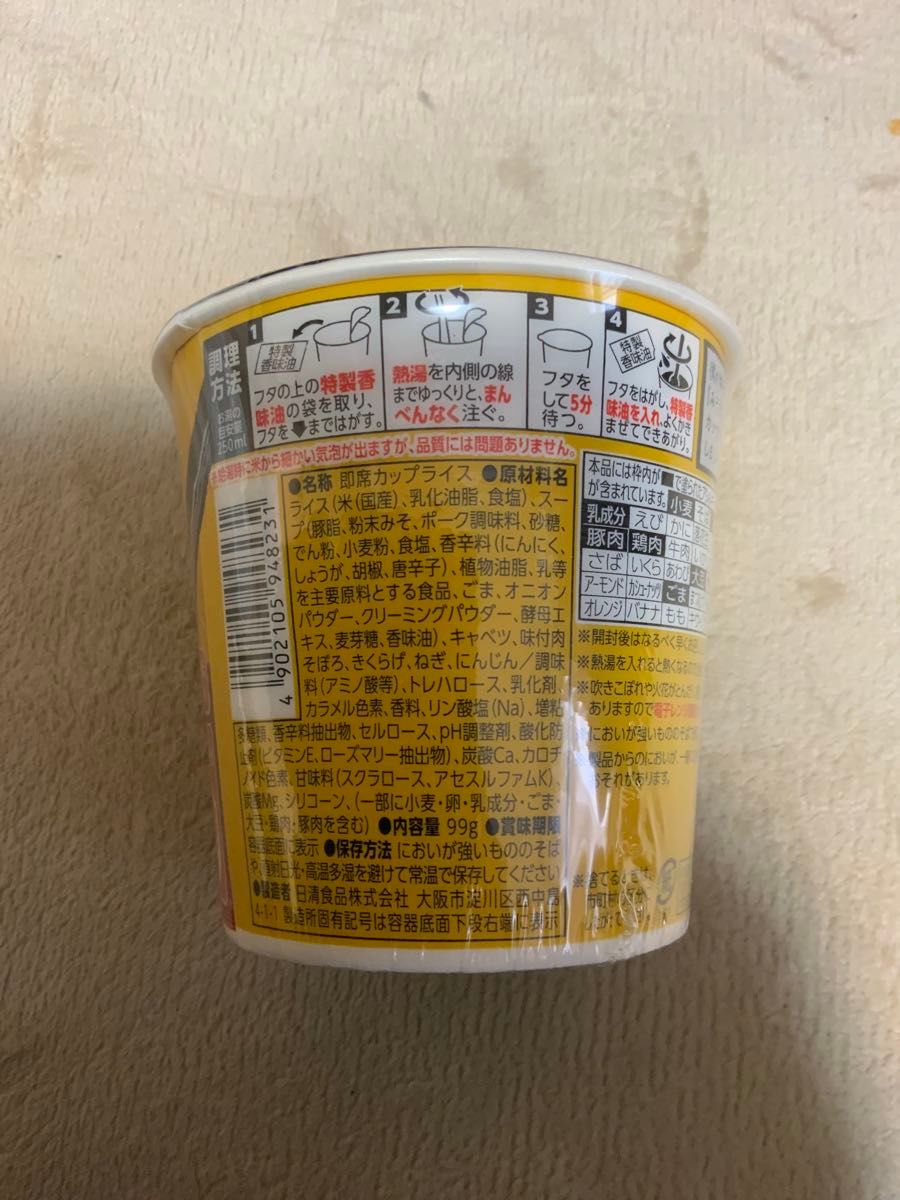 調理
方法
お湯の
目安量
250ml
1
特製
香味油
フタの上の特製香
味油の袋を取り、
フタを まではがす。
2
熱湯を内側の線
までゆっくりと、まん
べんなく注ぐ。
3
フタを
して5分
待つ。
4
特製
香味油
フタをはがし、特製香
味油を入れ、よくかき
まぜてできあがり。
※給湯時に米から細かい気泡が出ますが、品質には問題ありません。
●名称 即席カップライス ●原材料名
ライス(米(国産)、乳化油脂、食塩)、スー
プ(豚脂、粉末みそ、ポーク調味料、砂糖、
でん粉、小麦粉、食塩、香辛料(にんにく、
しょうが、胡椒、唐辛子)、植物油脂、乳等
を主要原料とする食品、ごま、オニオン
パウダー、クリーミングパウダー、酵母エ
キス、麦芽糖、香味油)、キャベツ、味付肉
そぼろ、きくらげ、ねぎ、にんじん/調味
料(アミノ酸等)、トレハロース、乳化剤、
カラメル色素、香料、リン酸塩(Na)、増粘
多糖類、香辛料抽出物、セルロース、pH調整剤、酸化防
止剤(ビタミンE、ローズマリー抽出物)、炭酸Ca、カロチ
ノイド色素、甘味料(スクラロース、アセスルファムK)、
炭酸Mg、シリコーン、(一部に小麦・卵・乳成分・ごま・
大豆・鶏肉・豚肉を含む) ●内容量 99g ●賞味期限
容器底面に表示 ●保存方法 においが強いもののそば
や直射日光・高温多湿を避けて常温で保存してください
●製造者 日清食品株式会社 大阪市淀川区西中島
4-1-1 製造所固有記号は容器底面下段右端に表示
4 902105 948231
本品には枠内が
が含まれています。
小麦
乳成分 えび かに
豚肉 鶏肉 牛肉
さば いくら あわび
アーモンド カシューナッツ ごま
オレンジ バナナ もも
※開封後はなるべく早く
※熱湯を入れると熱くなる
※吹きこぼれや火花が
ありますので電子レンジ
においが強いもののそば
製品からのにおいが
おそれがあります。
※捨てるときは、
市町村の区分